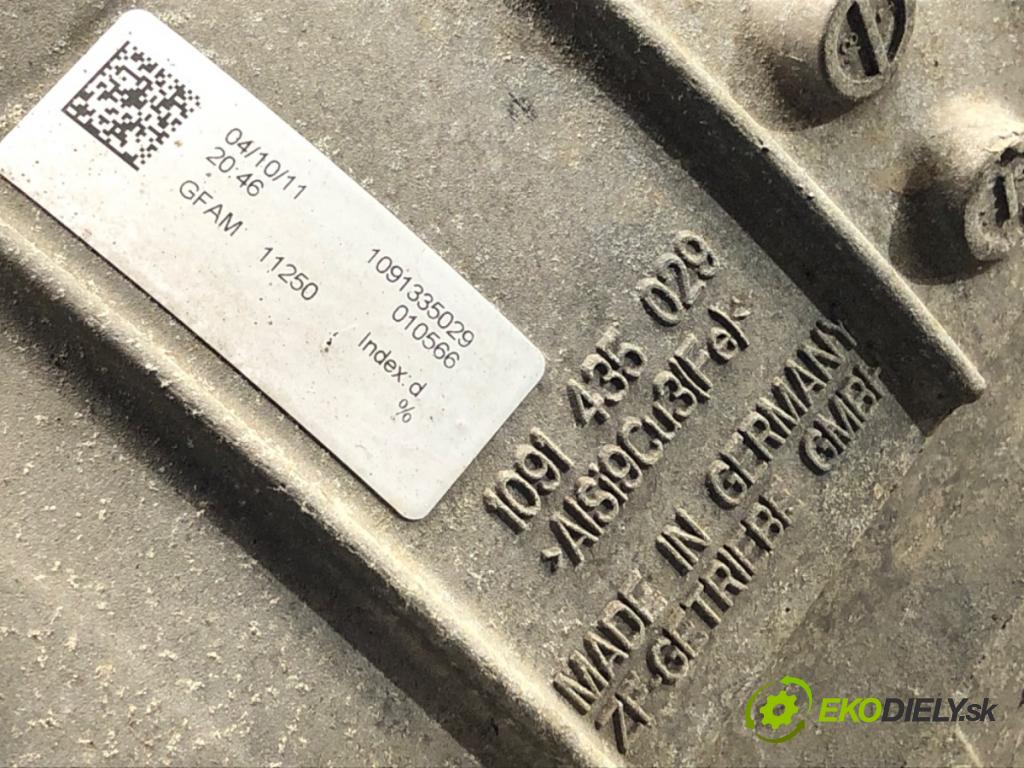 04/10/11
20:46
GFAM 11250
1091335029
010566
Index:d
%
1091 435 029
>AlSi9Cu3(Fe)<
MADE IN GERMANY
ZF GETRIEBE GMBH
EKODIELY.sk